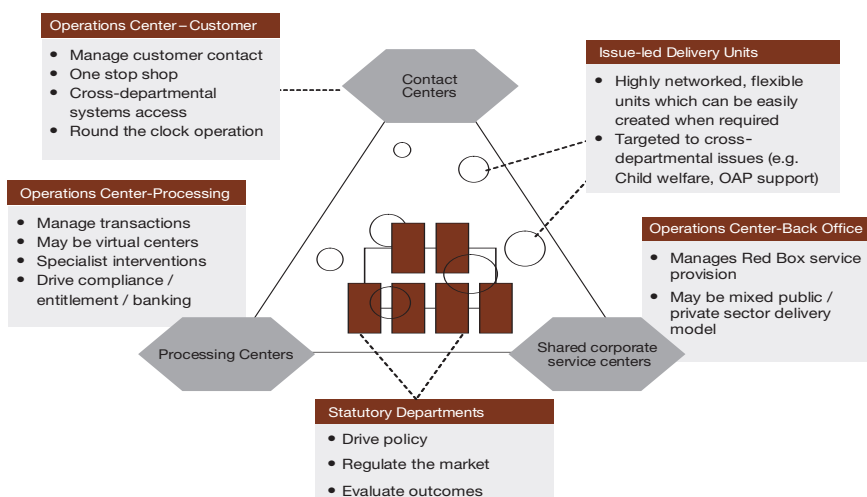 Operations Center – Customer
• Manage customer contact
• One stop shop
• Cross-departmental
systems access
• Round the clock operation
Contact
Centers
Issue-led Delivery Units
• Highly networked, flexible
units which can be easily
created when required
• Targeted to cross-
departmental issues (e.g.
Child welfare, OAP support)
Operations Center-Processing
• Manage transactions
• May be virtual centers
• Specialist interventions
• Drive compliance /
entitlement / banking
Operations Center-Back Office
• Manages Red Box service
provision
• May be mixed public /
private sector delivery
model
Processing Centers
Shared corporate
service centers
Statutory Departments
• Drive policy
• Regulate the market
• Evaluate outcomes